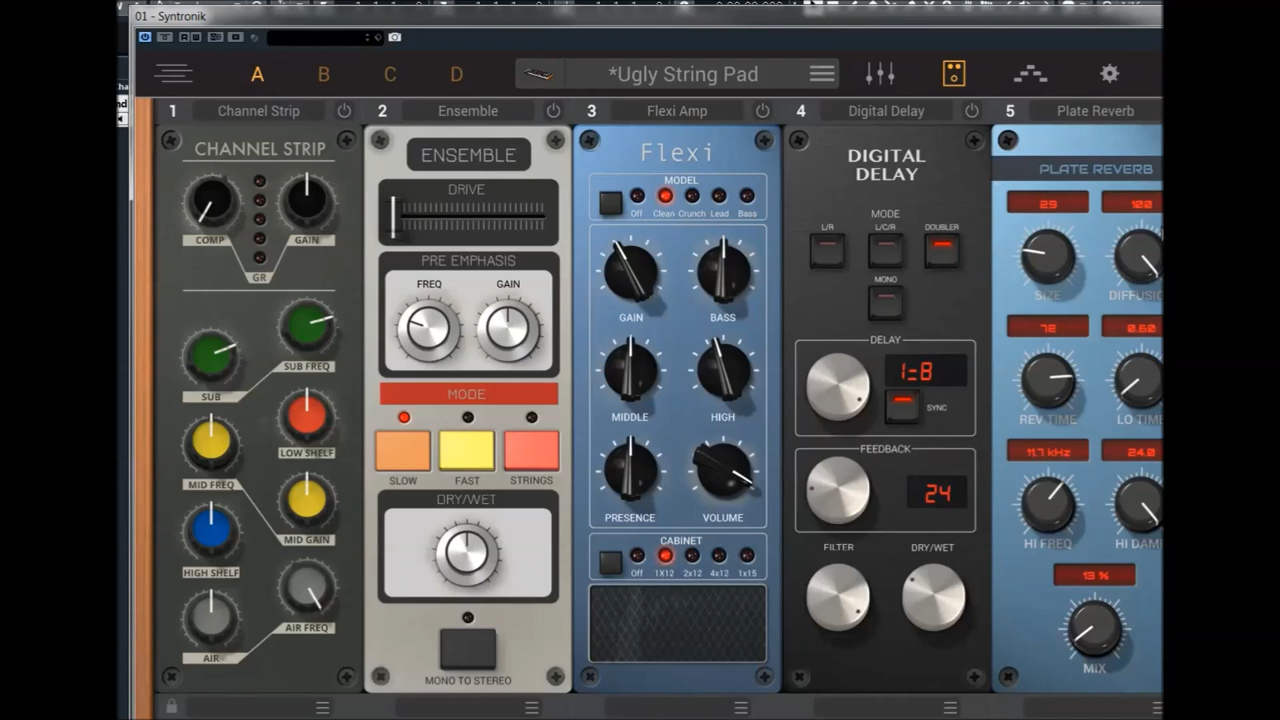 01 - Syntronik
A B C D *Ugly String Pad
1 Channel Strip 2 Ensemble 3 Flexi Amp 4 Digital Delay 5 Plate Reverb
CHANNEL STRIP
COMP GAIN
GR
SUB FREQ
SUB
LOW SHELF
MID FREQ
MID GAIN
HIGH SHELF
AIR FREQ
AIR
ENSEMBLE
DRIVE
PRE EMPHASIS
FREQ GAIN
MODE
SLOW FAST STRINGS
DRY/WET
MONO TO STEREO
Flexi
MODEL
Off Clean Crunch Lead Bass
GAIN BASS
MIDDLE HIGH
PRESENCE VOLUME
CABINET
Off 1X12 2x12 4x12 1x15
DIGITAL
DELAY
MODE
L/R L/C/R DOUBLER
MONO
DELAY
1=8
SYNC
FEEDBACK
24
FILTER DRY/WET
PLATE REVERB
29 100
SIZE DIFFUSIO
72 0.60
REV TIME LO TIME
11.7 kHz 24.0
HI FREQ HI DAM
13 %
MIX